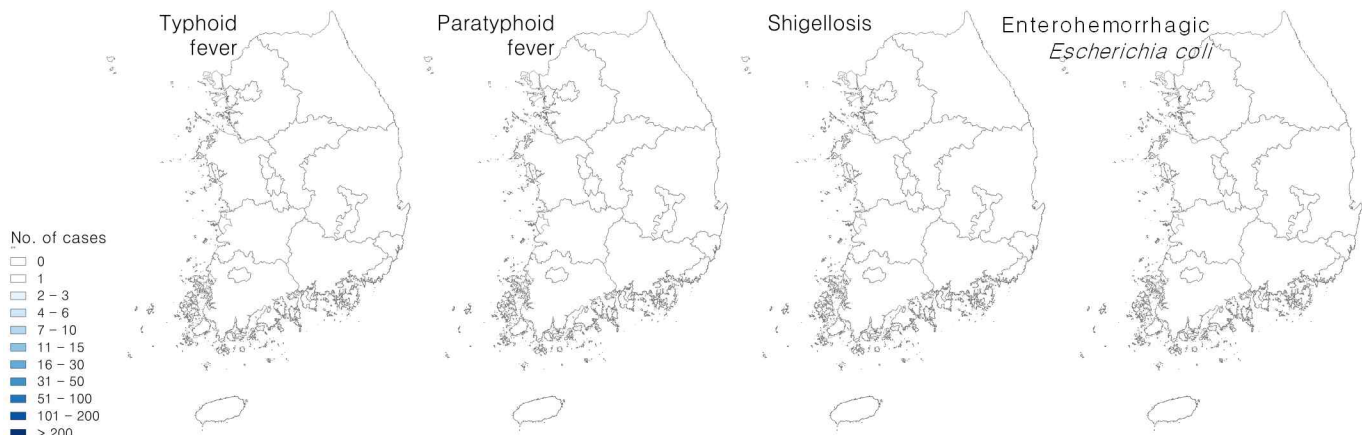 Typhoid
fever
Paratyphoid
fever
Shigellosis
Enterohemorrhagic
Escherichia coli
No. of cases
0
1
2 – 3
4 – 6
7 – 10
11 – 15
16 – 30
31 – 50
51 – 100
101 – 200
> 200